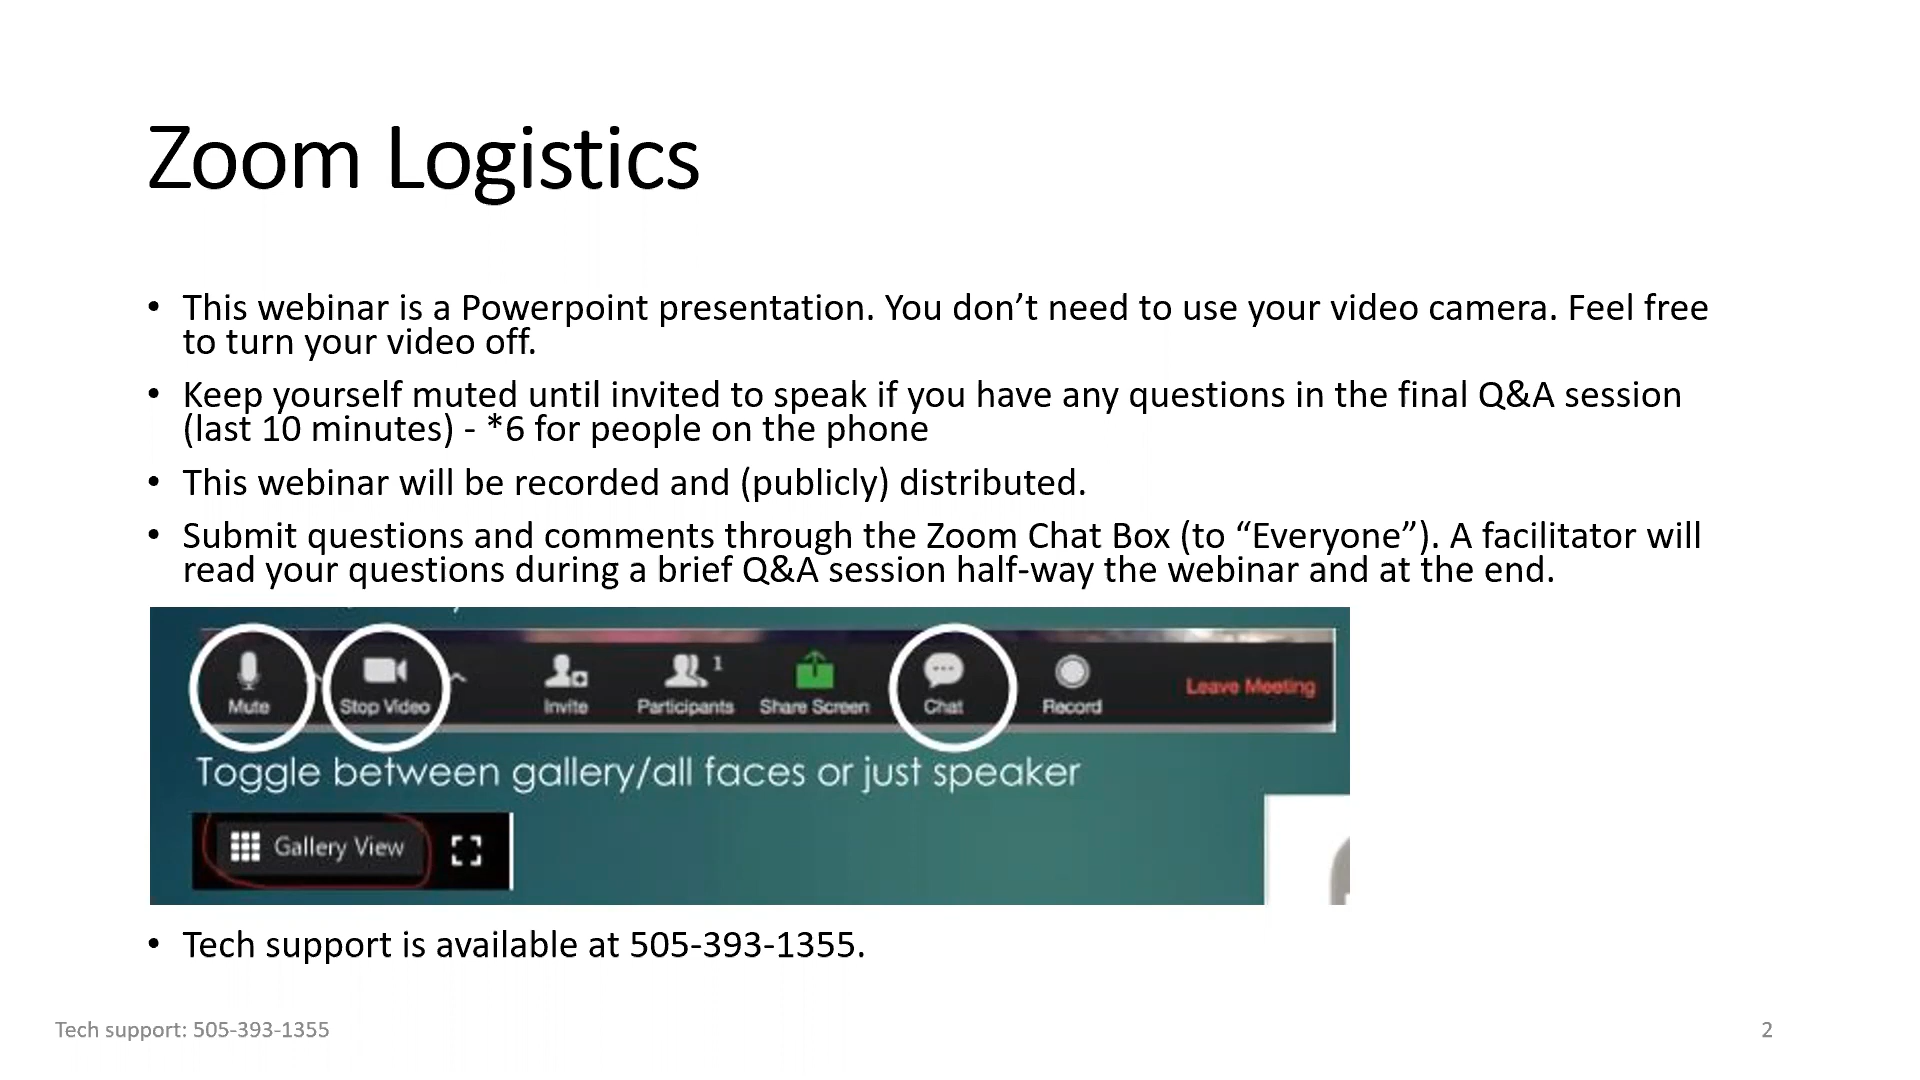 Zoom Logistics
• This webinar is a Powerpoint presentation. You don’t need to use your video camera. Feel free
to turn your video off.
• Keep yourself muted until invited to speak if you have any questions in the final Q&A session
(last 10 minutes) - *6 for people on the phone
• This webinar will be recorded and (publicly) distributed.
• Submit questions and comments through the Zoom Chat Box (to “Everyone”). A facilitator will
read your questions during a brief Q&A session half-way the webinar and at the end.
1
Mute Stop Video Invite Participants Share Screen Chat Record Leave Meeting
Toggle between gallery/all faces or just speaker
Gallery View
• Tech support is available at 505-393-1355.
Tech support: 505-393-1355 2